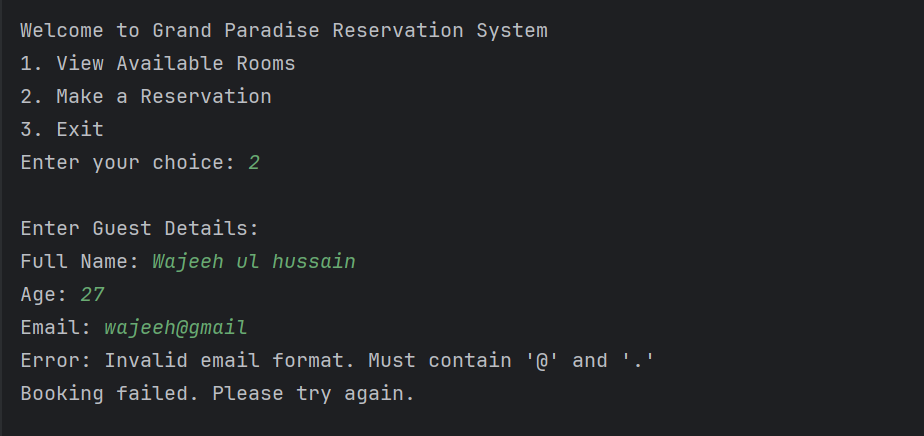 Welcome to Grand Paradise Reservation System
1. View Available Rooms
2. Make a Reservation
3. Exit
Enter your choice: 2
Enter Guest Details:
Full Name: Wajeeh ul hussain
Age: 27
Email: wajeeh@gmail
Error: Invalid email format. Must contain '@' and '.'
Booking failed. Please try again.